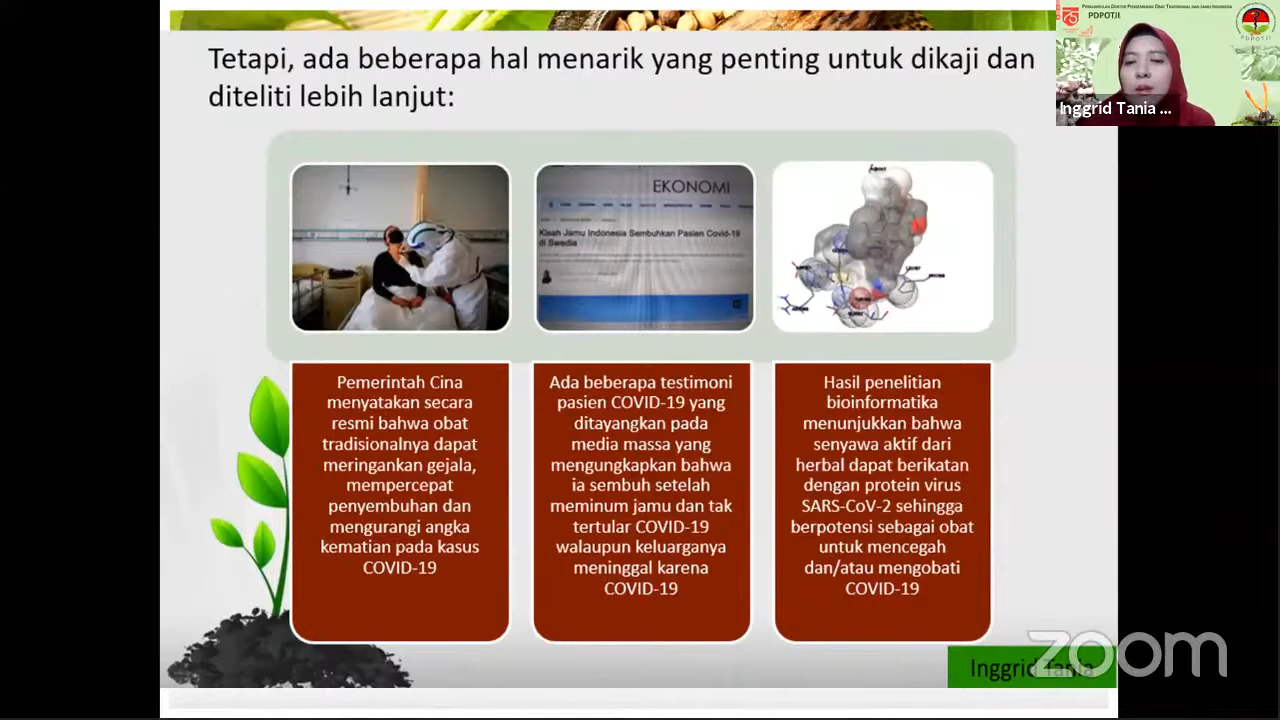 Tetapi, ada beberapa hal menarik yang penting untuk dikaji dan
diteliti lebih lanjut:
PERKUMPULAN DOKTER PENGEMBANG OBAT TRADISIONAL DAN JAMU INDONESIA
PDPOTJI
PDPOTJI
Inggrid Tania ...
EKONOMI
Kisah Jamu Indonesia Sembuhkan Pasien Covid-19
di Swedia
Pemerintah Cina
menyatakan secara
resmi bahwa obat
tradisionalnya dapat
meringankan gejala,
mempercepat
penyembuhan dan
mengurangi angka
kematian pada kasus
COVID-19
Ada beberapa testimoni
pasien COVID-19 yang
ditayangkan pada
media massa yang
mengungkapkan bahwa
ia sembuh setelah
meminum jamu dan tak
tertular COVID-19
walaupun keluarganya
meninggal karena
COVID-19
Hasil penelitian
bioinformatika
menunjukkan bahwa
senyawa aktif dari
herbal dapat berikatan
dengan protein virus
SARS-CoV-2 sehingga
berpotensi sebagai obat
untuk mencegah
dan/atau mengobati
COVID-19
Inggrid Tania
zoom